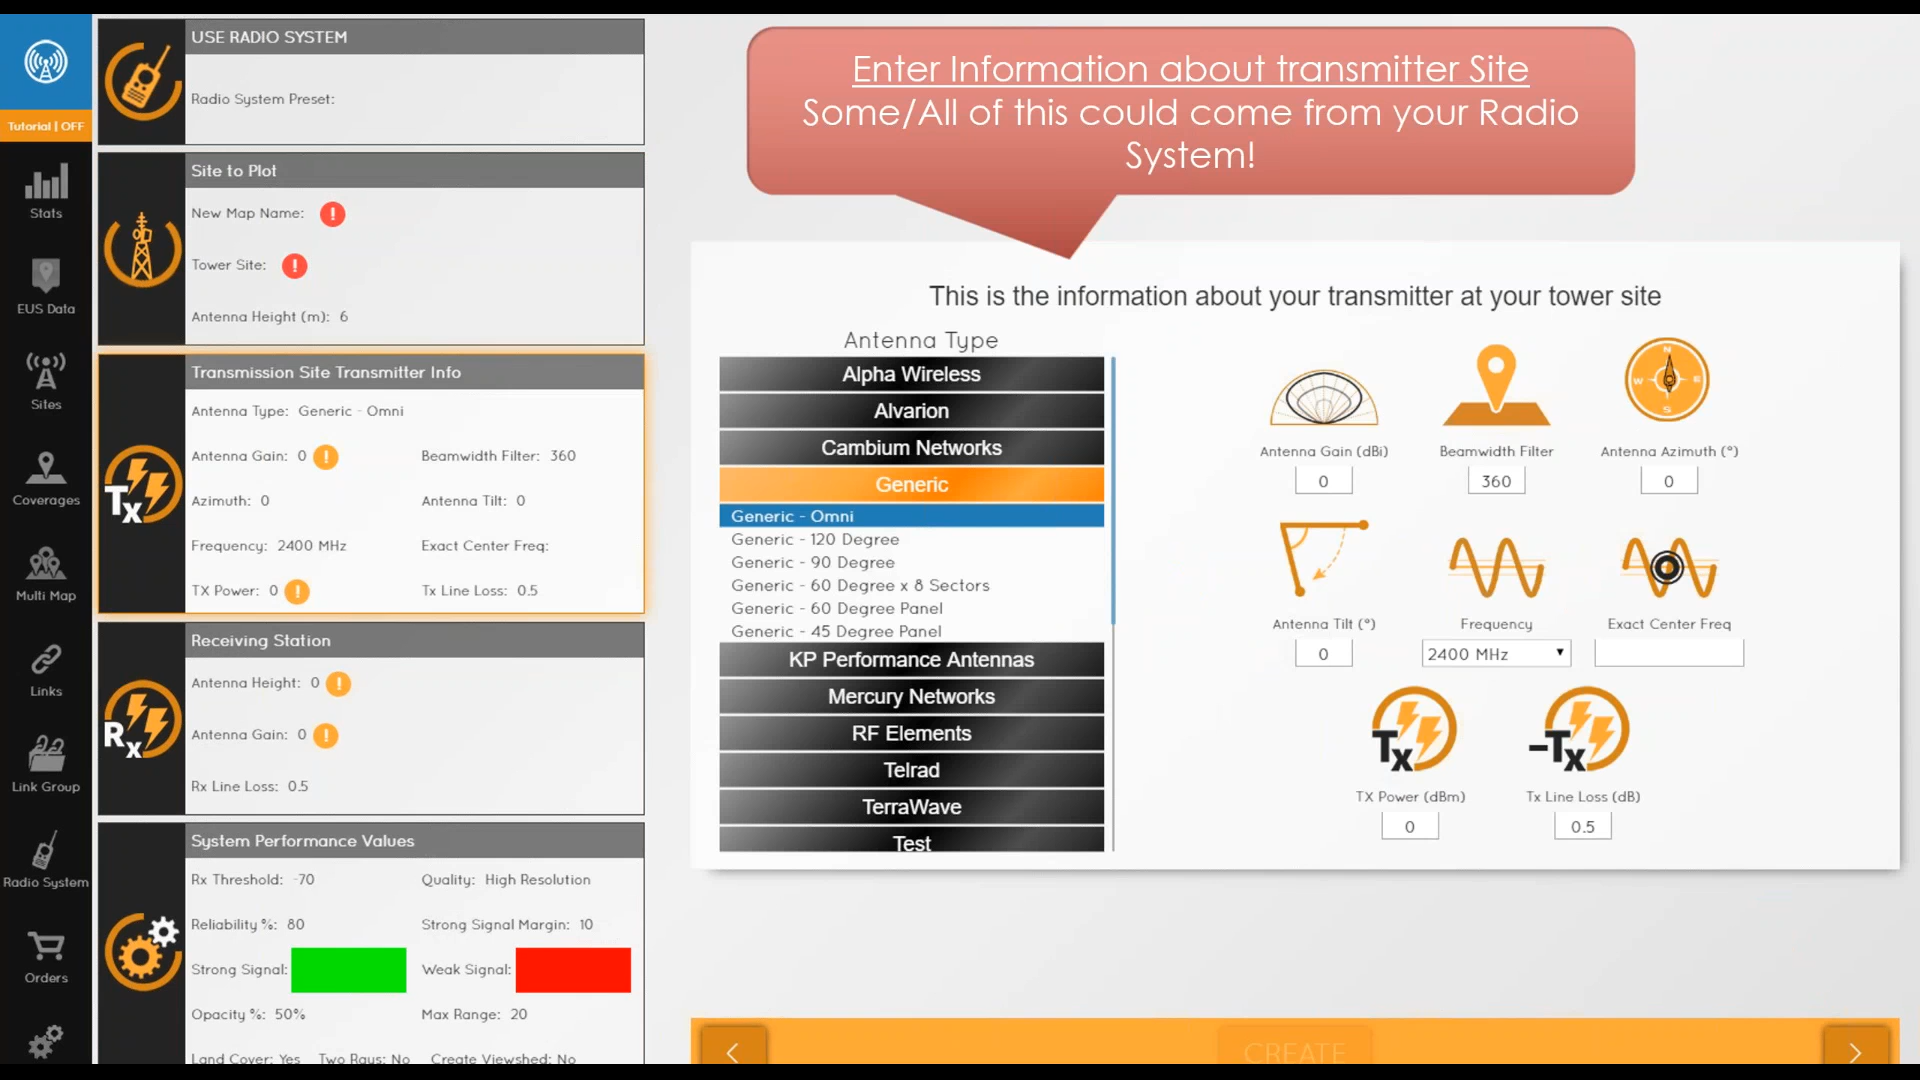 Tutorial | OFF
Stats
EUS Data
Sites
Coverages
Multi Map
Links
Link Group
Radio System
Orders
USE RADIO SYSTEM
Radio System Preset:
Site to Plot
New Map Name: !
Tower Site: !
Antenna Height (m): 6
Transmission Site Transmitter Info
Tx
Antenna Type: Generic - Omni
Antenna Gain: 0 ! Beamwidth Filter: 360
Azimuth: 0 Antenna Tilt: 0
Frequency: 2400 MHz Exact Center Freq:
TX Power: 0 ! Tx Line Loss: 0.5
Receiving Station
Rx
Antenna Height: 0 !
Antenna Gain: 0 !
Rx Line Loss: 0.5
System Performance Values
Rx Threshold: -70 Quality: High Resolution
Reliability %: 80 Strong Signal Margin: 10
Strong Signal: Weak Signal:
Opacity %: 50% Max Range: 20
Land Cover: Yes Two Rays: No Create Viewshed: No
Enter Information about transmitter Site
Some/All of this could come from your Radio
System!
This is the information about your transmitter at your tower site
Antenna Type
Alpha Wireless
Alvarion
Cambium Networks
Generic
Generic - Omni
Generic - 120 Degree
Generic - 90 Degree
Generic - 60 Degree x 8 Sectors
Generic - 60 Degree Panel
Generic - 45 Degree Panel
KP Performance Antennas
Mercury Networks
RF Elements
Telrad
TerraWave
Test
N
W E
S
Antenna Gain (dBi) Beamwidth Filter Antenna Azimuth (°)
0 360 0
Antenna Tilt (°) Frequency Exact Center Freq
0 2400 MHz
Tx -Tx
TX Power (dBm) Tx Line Loss (dB)
0 0.5
CREATE